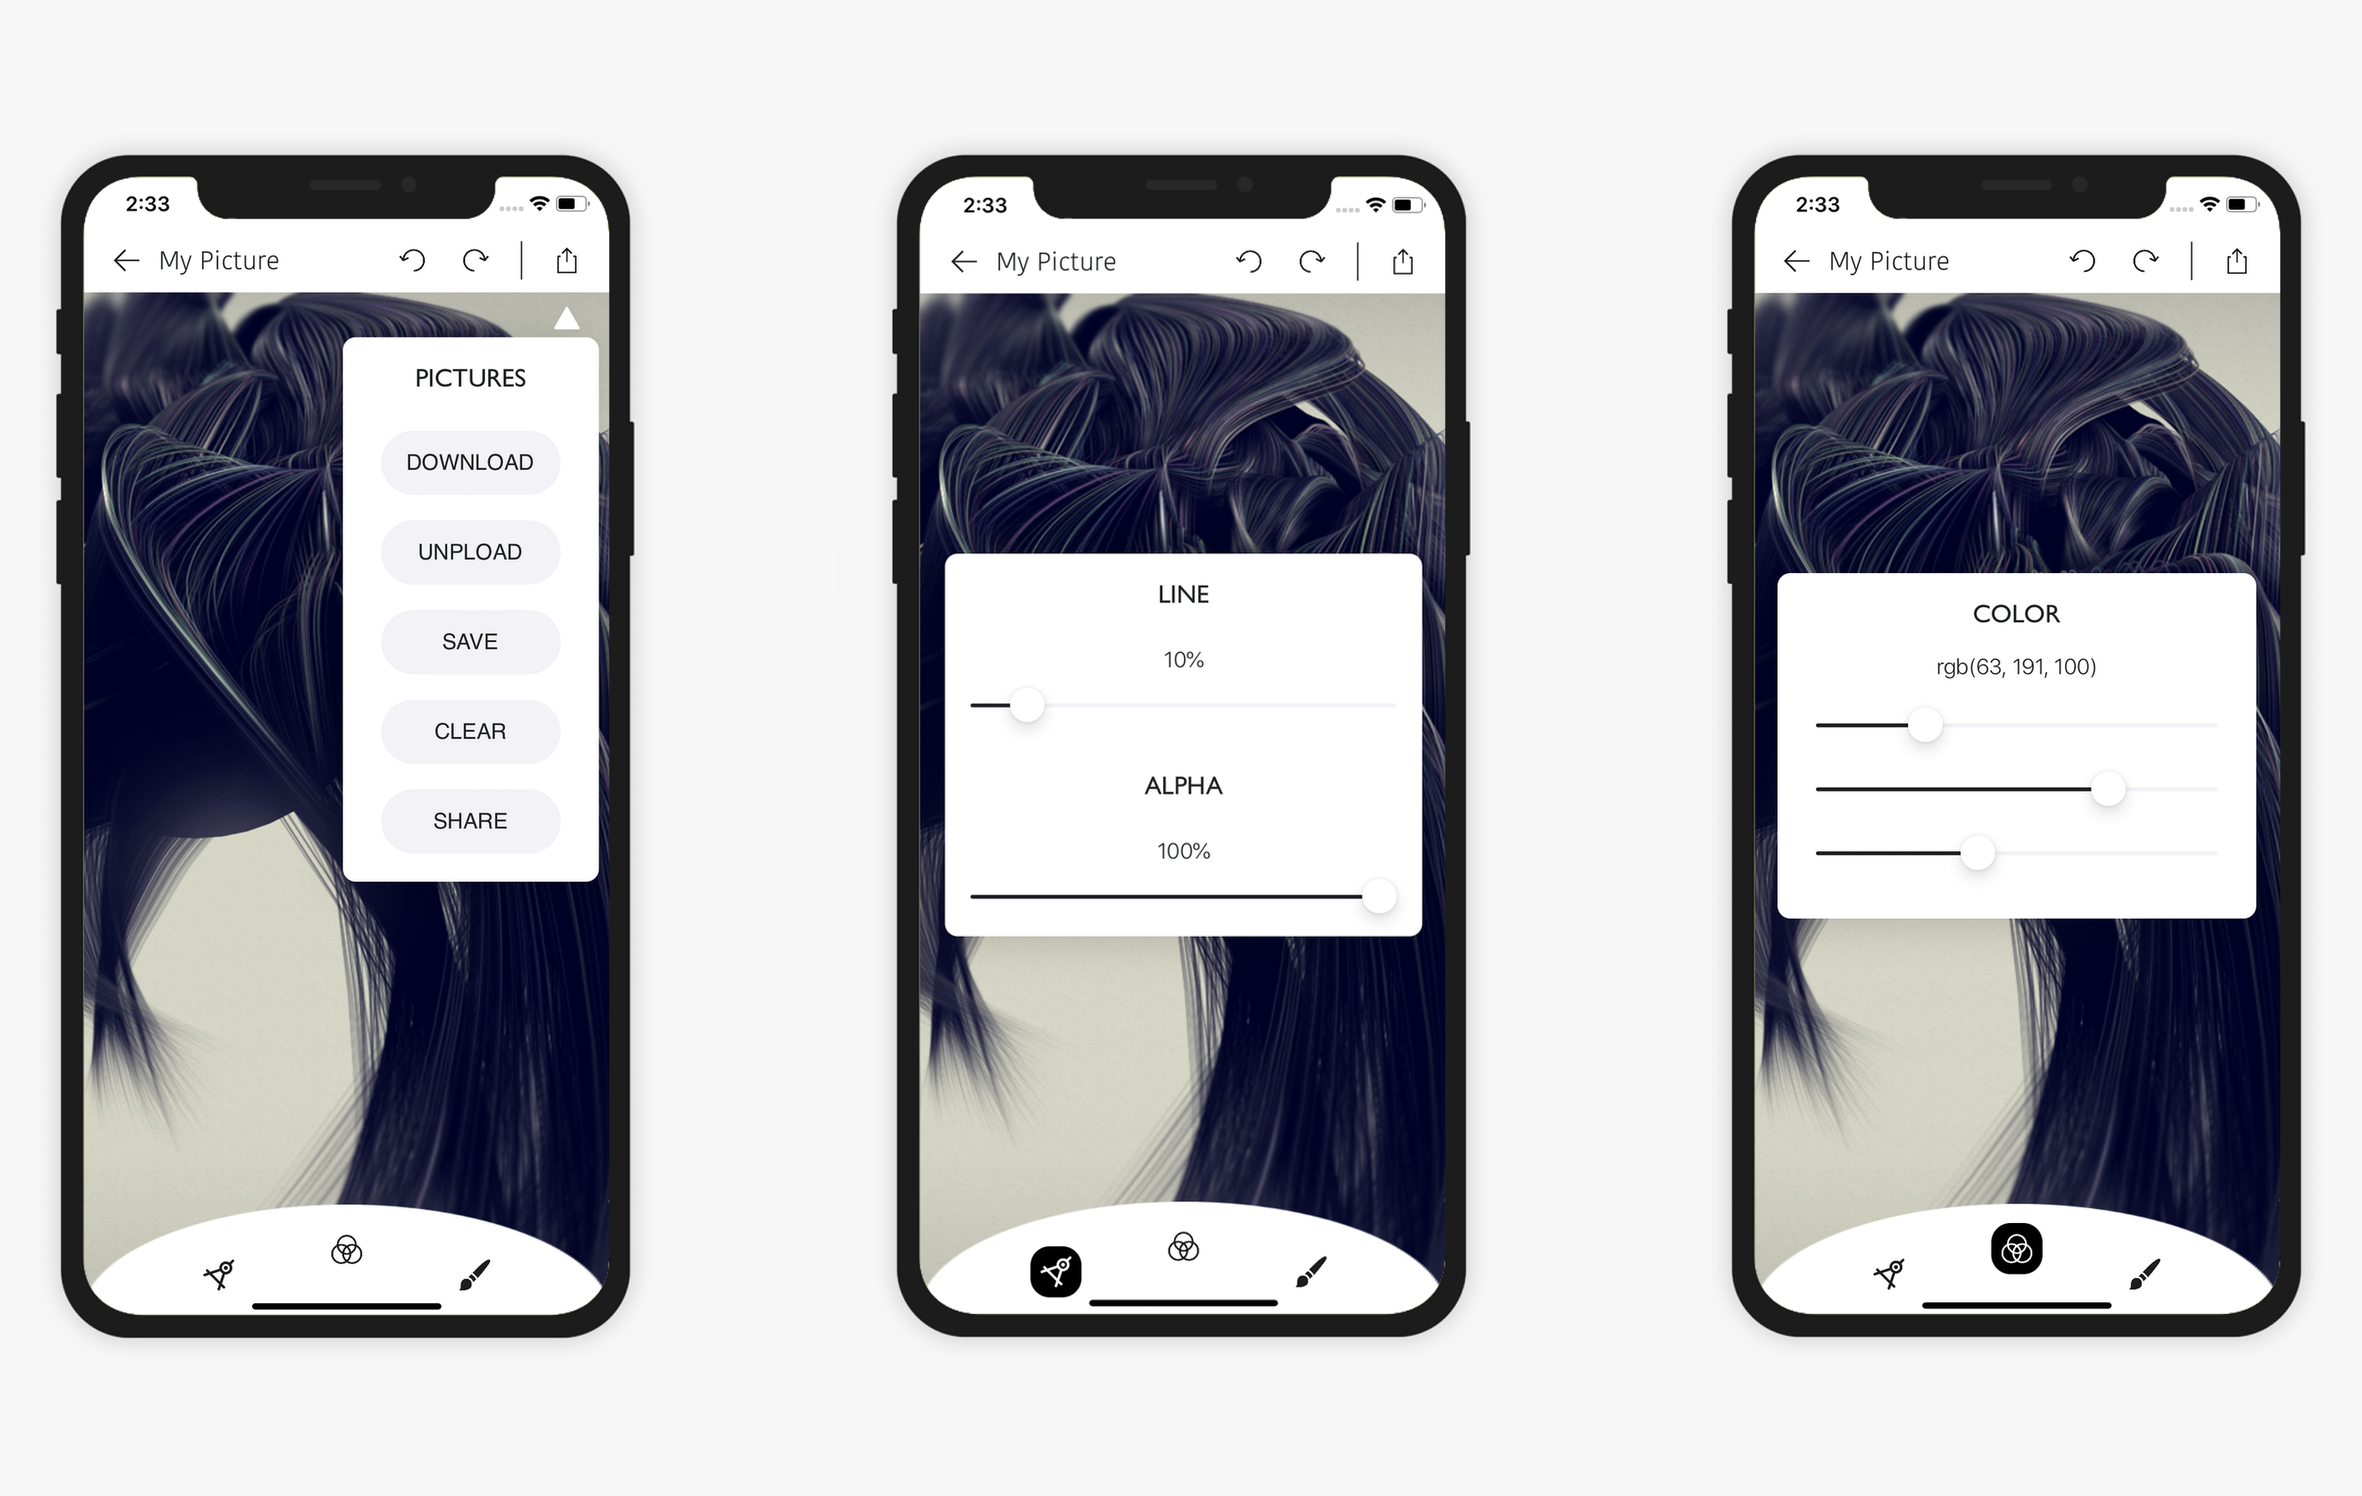 2:33
My Picture
PICTURES
DOWNLOAD
UNPLOAD
SAVE
CLEAR
SHARE
2:33
My Picture
LINE
10%
ALPHA
100%
2:33
My Picture
COLOR
rgb(63, 191, 100)